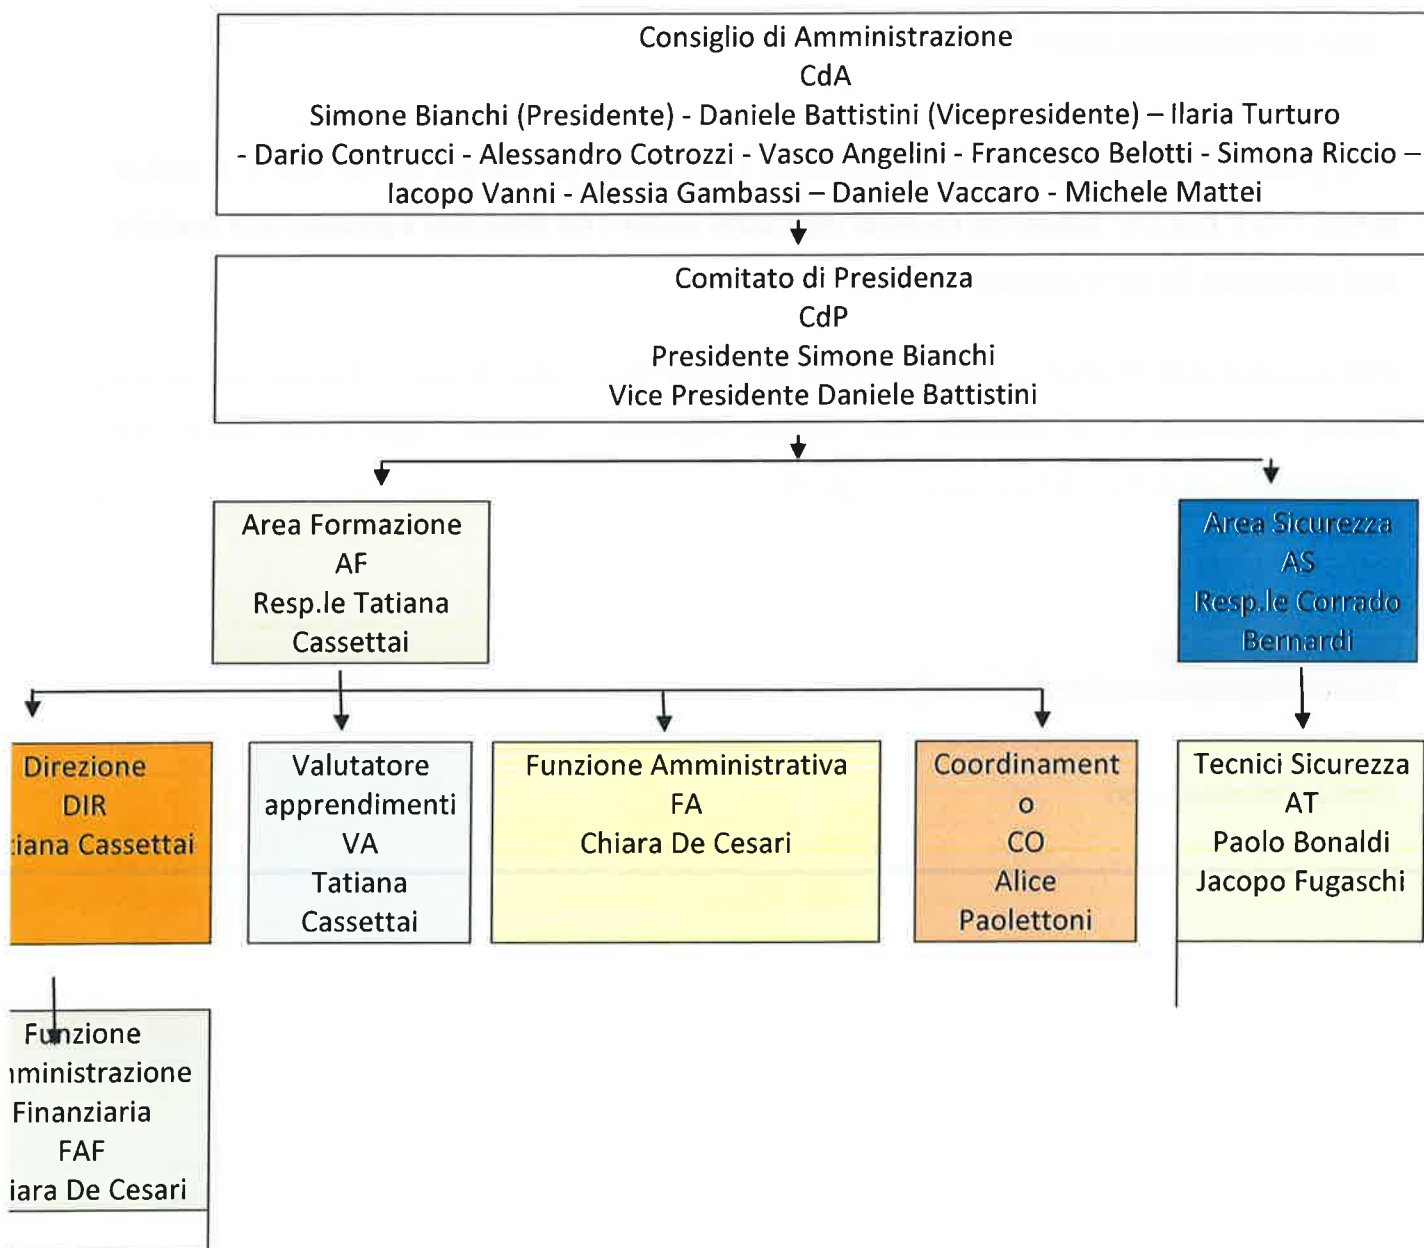 Consiglio di Amministrazione
CdA
Simone Bianchi (Presidente) - Daniele Battistini (Vicepresidente) – Ilaria Turturo
- Dario Contrucci - Alessandro Cotrozzi - Vasco Angelini - Francesco Belotti - Simona Riccio –
Iacopo Vanni - Alessia Gambassi – Daniele Vaccaro - Michele Mattei
Comitato di Presidenza
CdP
Presidente Simone Bianchi
Vice Presidente Daniele Battistini
Area Formazione
AF
Resp.le Tatiana
Cassettai
Area Sicurezza
AS
Resp.le Corrado
Bernardi
Direzione
DIR
tiana Cassettai
Valutatore
apprendimenti
VA
Tatiana
Cassettai
Funzione Amministrativa
FA
Chiara De Cesari
Coordinament
o
CO
Alice
Paolettoni
Tecnici Sicurezza
AT
Paolo Bonaldi
Jacopo Fugaschi
Funzione
mministrazione
Finanziaria
FAF
iara De Cesari